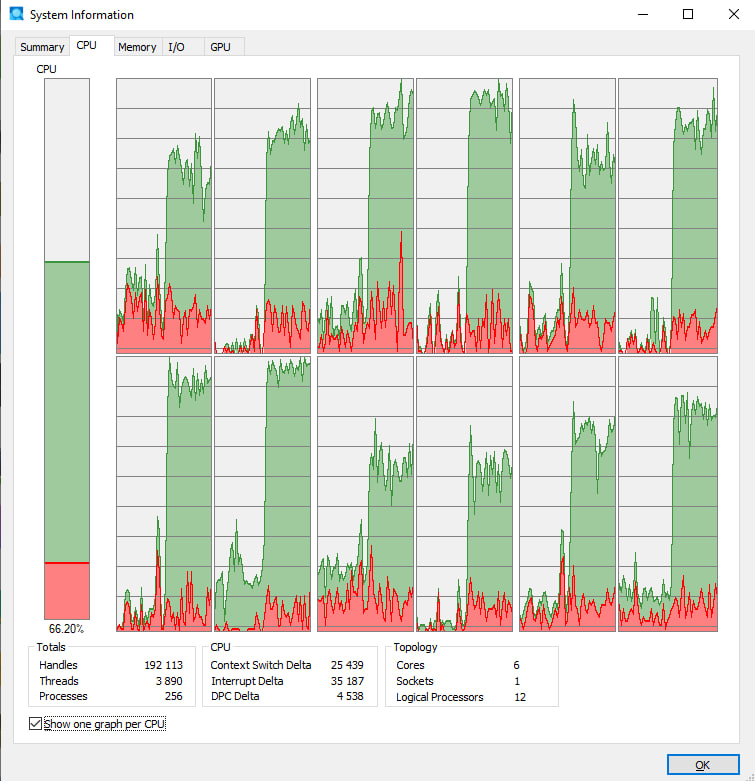 System Information
Summary CPU Memory I/O GPU
CPU
66.20%
Totals
Handles 192 113
Threads 3 890
Processes 256
CPU
Context Switch Delta 25 439
Interrupt Delta 35 187
DPC Delta 4 538
Topology
Cores 6
Sockets 1
Logical Processors 12
Show one graph per CPU
OK